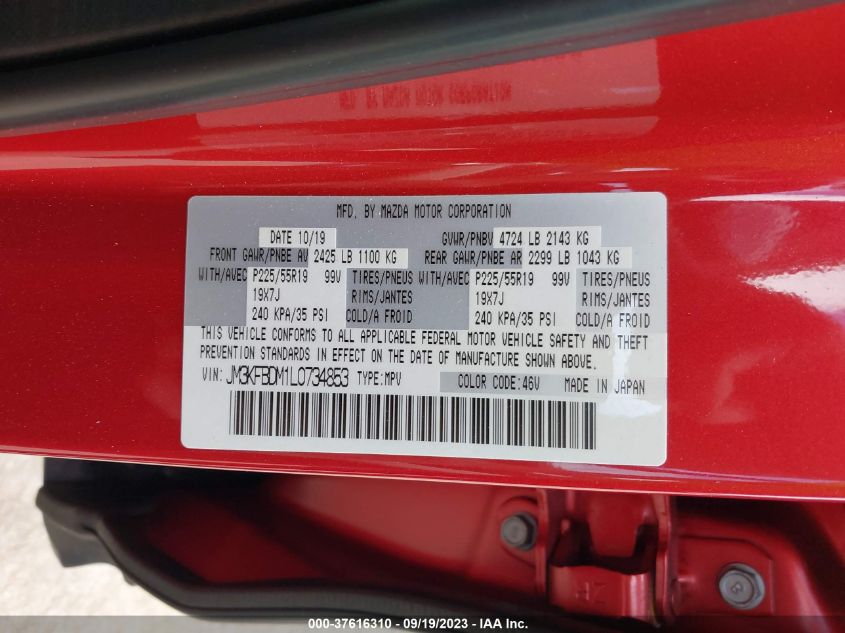 MFD. BY MAZDA MOTOR CORPORATION
DATE 10/19 GVWR/PNBV 4724 LB 2143 KG
FRONT GAWR/PNBE AV 2425 LB 1100 KG REAR GAWR/PNBE AR 2299 LB 1043 KG
WITH/AVEC P225/55R19 99V TIRES/PNEUS WITH/AVEC P225/55R19 99V TIRES/PNEUS
19X7J RIMS/JANTES 19X7J RIMS/JANTES
240 KPA/35 PSI COLD/A FROID 240 KPA/35 PSI COLD/A FROID
THIS VEHICLE CONFORMS TO ALL APPLICABLE FEDERAL MOTOR VEHICLE SAFETY AND THEFT
PREVENTION STANDARDS IN EFFECT ON THE DATE OF MANUFACTURE SHOWN ABOVE.
VIN: JM3KFBDM1L0734853 TYPE:MPV COLOR CODE:46V MADE IN JAPAN
000-37616310 - 09/19/2023 - IAA Inc.